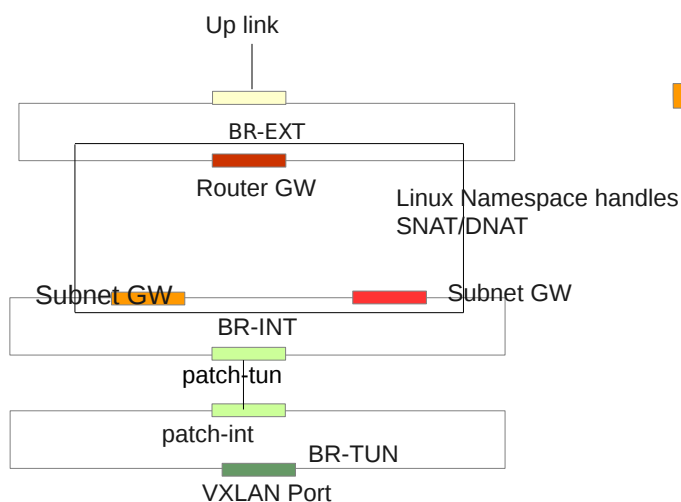 Up link
BR-EXT
Router GW
Linux Namespace handles
SNAT/DNAT
Subnet GW
Subnet GW
BR-INT
patch-tun
patch-int
BR-TUN
VXLAN Port